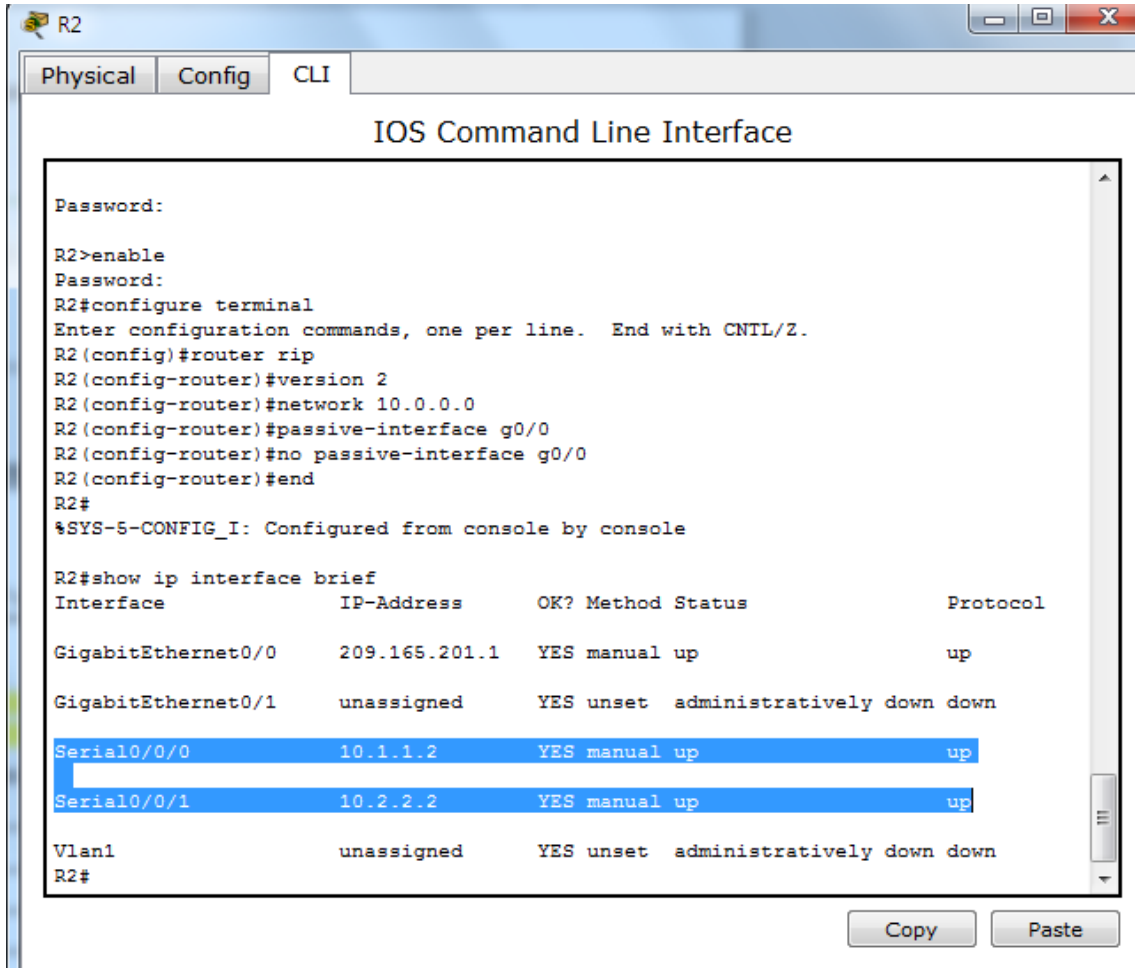 R2
Physical Config CLI
IOS Command Line Interface
Password:
R2>enable
Password:
R2#configure terminal
Enter configuration commands, one per line.  End with CNTL/Z.
R2(config)#router rip
R2(config-router)#version 2
R2(config-router)#network 10.0.0.0
R2(config-router)#passive-interface g0/0
R2(config-router)#no passive-interface g0/0
R2(config-router)#end
R2#
%SYS-5-CONFIG_I: Configured from console by console
R2#show ip interface brief
Interface              IP-Address      OK? Method Status                Protocol
GigabitEthernet0/0     209.165.201.1   YES manual up                    up
GigabitEthernet0/1     unassigned      YES unset  administratively down down
Serial0/0/0            10.1.1.2        YES manual up                    up
Serial0/0/1            10.2.2.2        YES manual up                    up
Vlan1                  unassigned      YES unset  administratively down down
R2#
Copy Paste